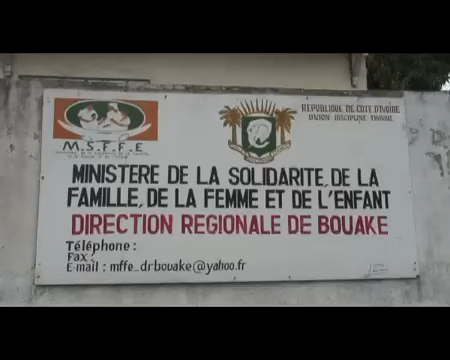 M.S.F.F.E
REPUBLIQUE DE COTE D'IVOIRE
UNION DISCIPLINE TRAVAIL
MINISTERE DE LA SOLIDARITE, DE LA
FAMILLE, DE LA FEMME ET DE L'ENFANT
DIRECTION REGIONALE DE BOUAKE
Téléphone :
Fax :
E-mail : mffe_drbouake@yahoo.fr